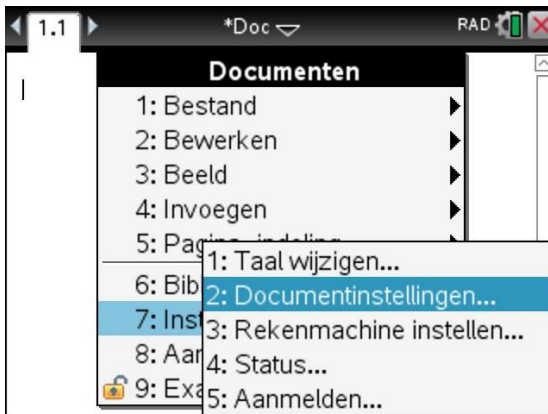 1.1 *Doc RAD
Documenten
1: Bestand
2: Bewerken
3: Beeld
4: Invoegen
5:
6: Bib
7: Inst
8: Aan
9: Exa
1: Taal wijzigen...
2: Documentinstellingen...
3: Rekenmachine instellen...
4: Status...
5: Aanmelden...